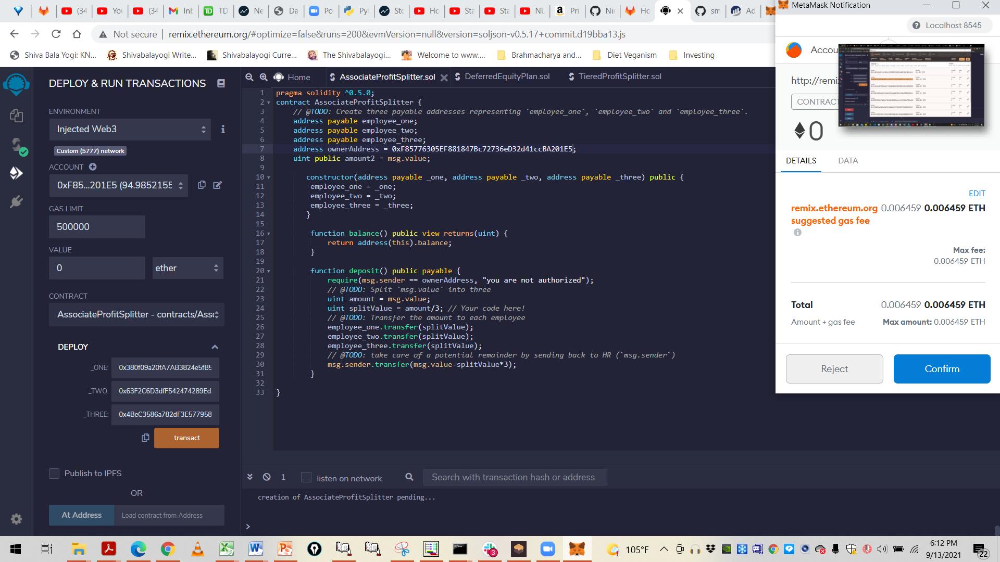 (34
You
(34
Inb
TD
Ne
Da
Po
Pyt
Sto
Ho
Sta
Sta
NU
Pri
Nir
Ho
sm
Ad
MetaMask Notification
Not secure
remix.ethereum.org/#optimize=false&runs=200&evmVersion=null&version=soljson-v0.5.17+commit.d19bba13.js
Shiva Bala Yogi: KN...
Shivabalayogi Write...
Shivabalayogi Curre...
The Shivabalayogi...
Welcome to www....
Brahmacharya and...
Diet Veganism
Investing
DEPLOY & RUN TRANSACTIONS
ENVIRONMENT
Injected Web3
Custom (5777) network
ACCOUNT
0xF85...201E5 (94.9852155
GAS LIMIT
500000
VALUE
0
ether
CONTRACT
AssociateProfitSplitter - contracts/Asso
DEPLOY
_ONE: 0x380f09a20fA7AB3824e5fB5
_TWO: 0x63F2C6D3dfF542474289Ed
_THREE: 0x4BeC3586a782dF3E577958
transact
Publish to IPFS
OR
At Address
Load contract from Address
Home
AssociateProfitSplitter.sol
DeferredEquityPlan.sol
TieredProfitSplitter.sol
1 pragma solidity ^0.5.0;
2 contract AssociateProfitSplitter {
3 // @TODO: Create three payable addresses representing `employee_one`, `employee_two` and `employee_three`.
4 address payable employee_one;
5 address payable employee_two;
6 address payable employee_three;
7 address ownerAddress = 0xF85776305EF881847Bc72736eD32d41ccBA201E5;
8 uint public amount2 = msg.value;
9
10 constructor(address payable _one, address payable _two, address payable _three) public {
11 employee_one = _one;
12 employee_two = _two;
13 employee_three = _three;
14 }
15
16 function balance() public view returns(uint) {
17 return address(this).balance;
18 }
19
20 function deposit() public payable {
21 require(msg.sender == ownerAddress, "you are not authorized");
22 // @TODO: Split `msg.value` into three
23 uint amount = msg.value;
24 uint splitValue = amount/3; // Your code here!
25 // @TODO: Transfer the amount to each employee
26 employee_one.transfer(splitValue);
27 employee_two.transfer(splitValue);
28 employee_three.transfer(splitValue);
29 // @TODO: take care of a potential remainder by sending back to HR (`msg.sender`)
30 msg.sender.transfer(msg.value-splitValue*3);
31 }
32
33 }
1
listen on network
Search with transaction hash or address
creation of AssociateProfitSplitter pending...
>
Localhost 8545
Accou
http://remi
CONTRACT
0
DETAILS
DATA
EDIT
remix.ethereum.org 0.006459 0.006459 ETH
suggested gas fee
Max fee:
0.006459 ETH
Total 0.006459 0.006459 ETH
Amount + gas fee Max amount: 0.006459 ETH
Reject
Confirm
3
105°F
6:12 PM
9/13/2021
22